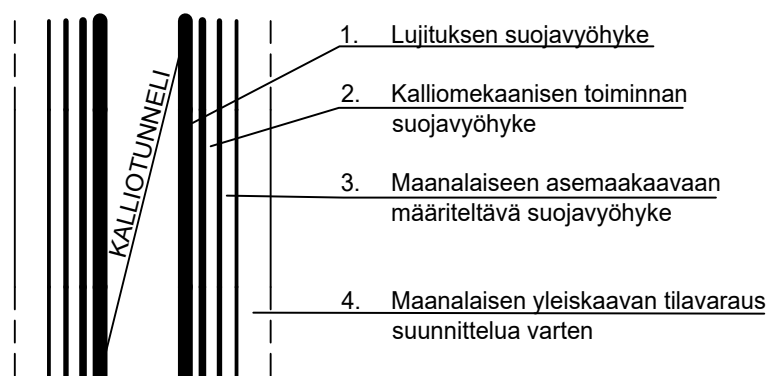 KALLIOTUNNELI
1. Lujituksen suojavyöhyke
2. Kalliomekaanisen toiminnan
suojavyöhyke
3. Maanalaiseen asemaakaavaan
määriteltävä suojavyöhyke
4. Maanalaisen yleiskaavan tilavaraus
suunnittelua varten